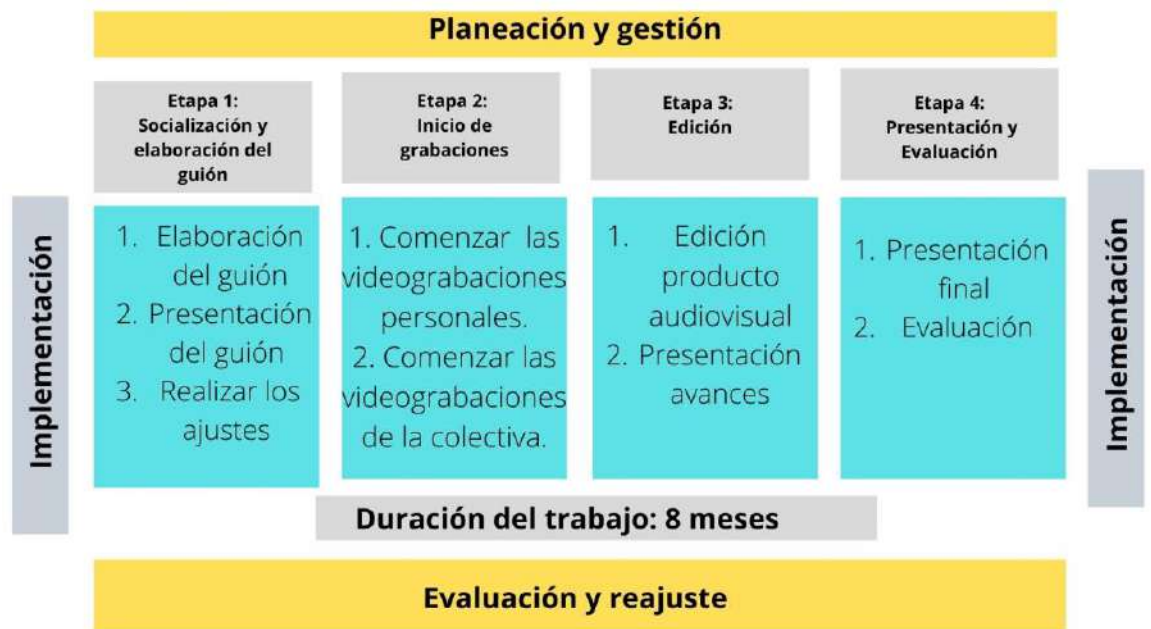 Planeación y gestión
Etapa 1:
Socialización y
elaboración del
guión
Etapa 2:
Inicio de
grabaciones
Etapa 3:
Edición
Etapa 4:
Presentación y
Evaluación
Implementación
1. Elaboración
del guión
2. Presentación
del guión
3. Realizar los
ajustes
1. Comenzar las
videograbaciones
personales.
2. Comenzar las
videograbaciones
de la colectiva.
1. Edición
producto
audiovisual
2. Presentación
avances
1. Presentación
final
2. Evaluación
Implementación
Duración del trabajo: 8 meses
Evaluación y reajuste